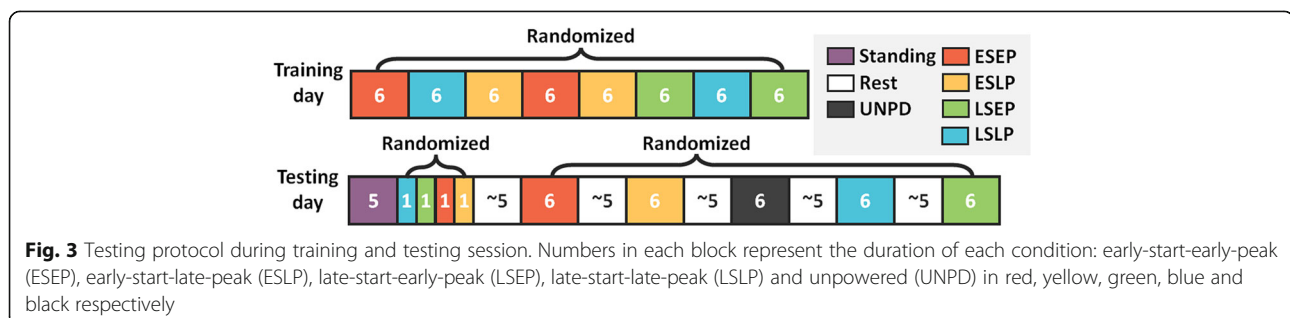 Randomized
Training
day
6 6 6 6 6 6 6 6
Standing
Rest
UNPD
ESEP
ESLP
LSEP
LSLP
Randomized
Randomized
Testing
day
5 1 1 1 1 ~5 6 ~5 6 ~5 6 ~5 6 ~5 6
Fig. 3 Testing protocol during training and testing session. Numbers in each block represent the duration of each condition: early-start-early-peak
(ESEP), early-start-late-peak (ESLP), late-start-early-peak (LSEP), late-start-late-peak (LSLP) and unpowered (UNPD) in red, yellow, green, blue and
black respectively